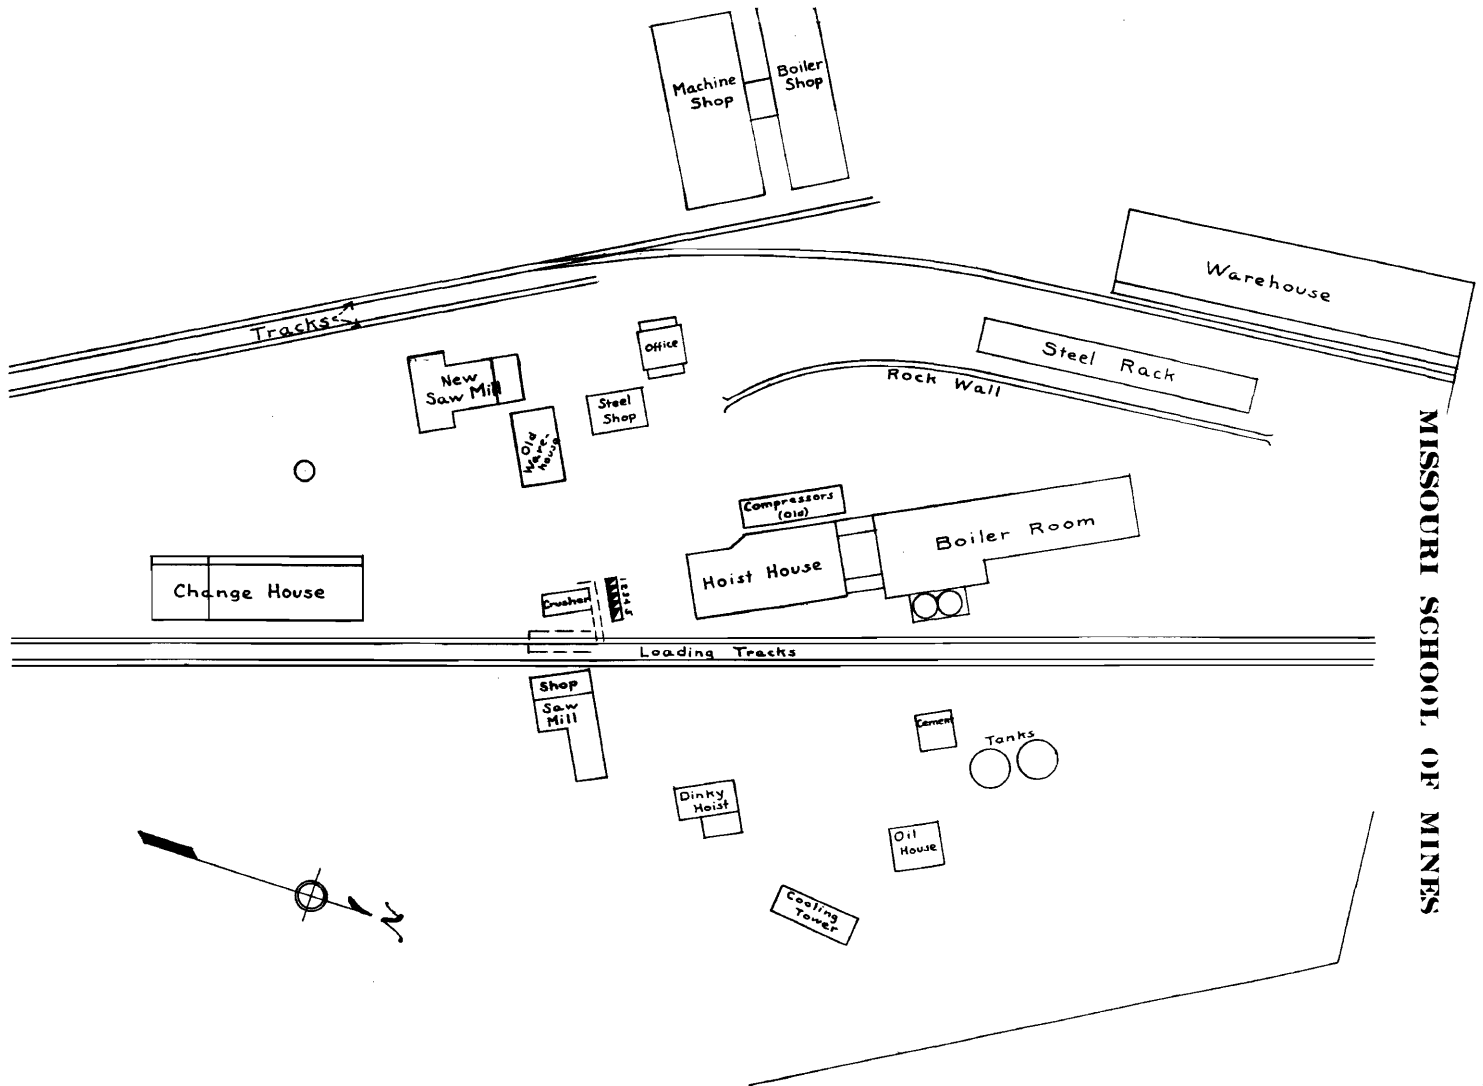 Machine
Shop
Boiler
Shop
Warehouse
Tracks
Office
Steel Rack
New
Saw Mill
Rock Wall
Steel
Shop
Old
Ware-
house
Compressors
(Old)
Boiler Room
Hoist House
Change House
Crusher
1 2 3 4 5
Loading Tracks
Shop
Saw
Mill
Cement
Tanks
Dinky
Hoist
Oil
House
Cooling
Tower
N
MISSOURI SCHOOL OF MINES